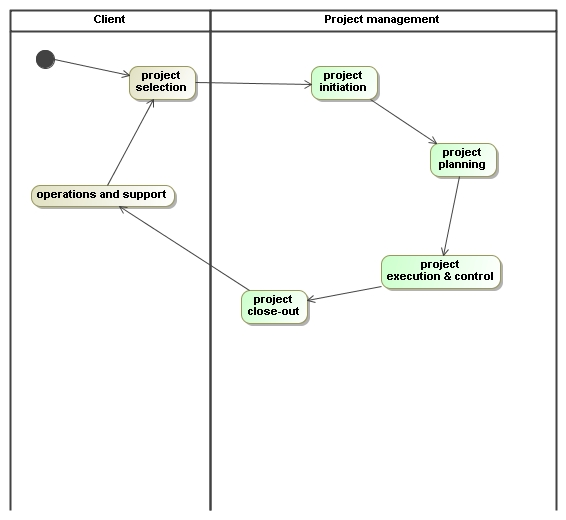 Client
Project management
project
selection
project
initiation
project
planning
operations and support
project
execution & control
project
close-out